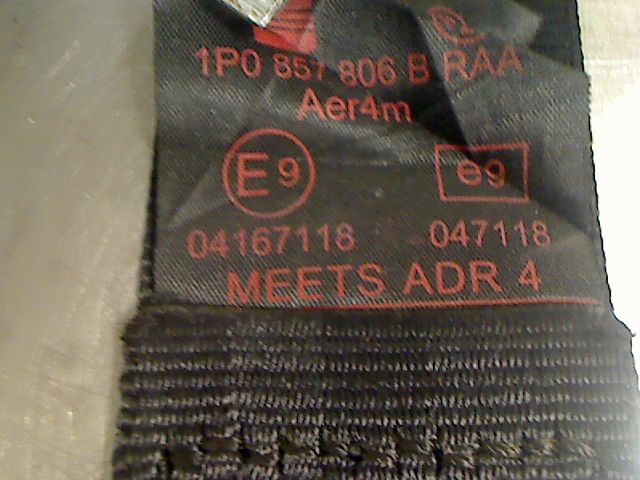 1P0 857 806 B RAA
Aer4m
E9 e9
04167118 047118
MEETS ADR 4